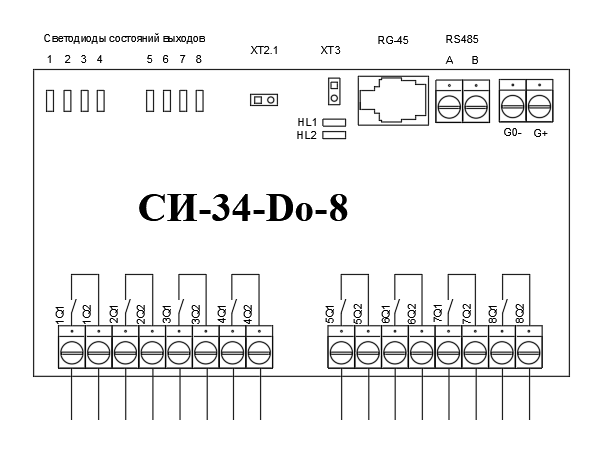 Светодиоды состояний выходов
1 2 3 4 5 6 7 8
XT2.1
XT3
RG-45
RS485
A B
HL1
HL2
G0- G+
СИ-34-Do-8
1Q1 1Q2 2Q1 2Q2 3Q1 3Q2 4Q1 4Q2
5Q1 5Q2 6Q1 6Q2 7Q1 7Q2 8Q1 8Q2